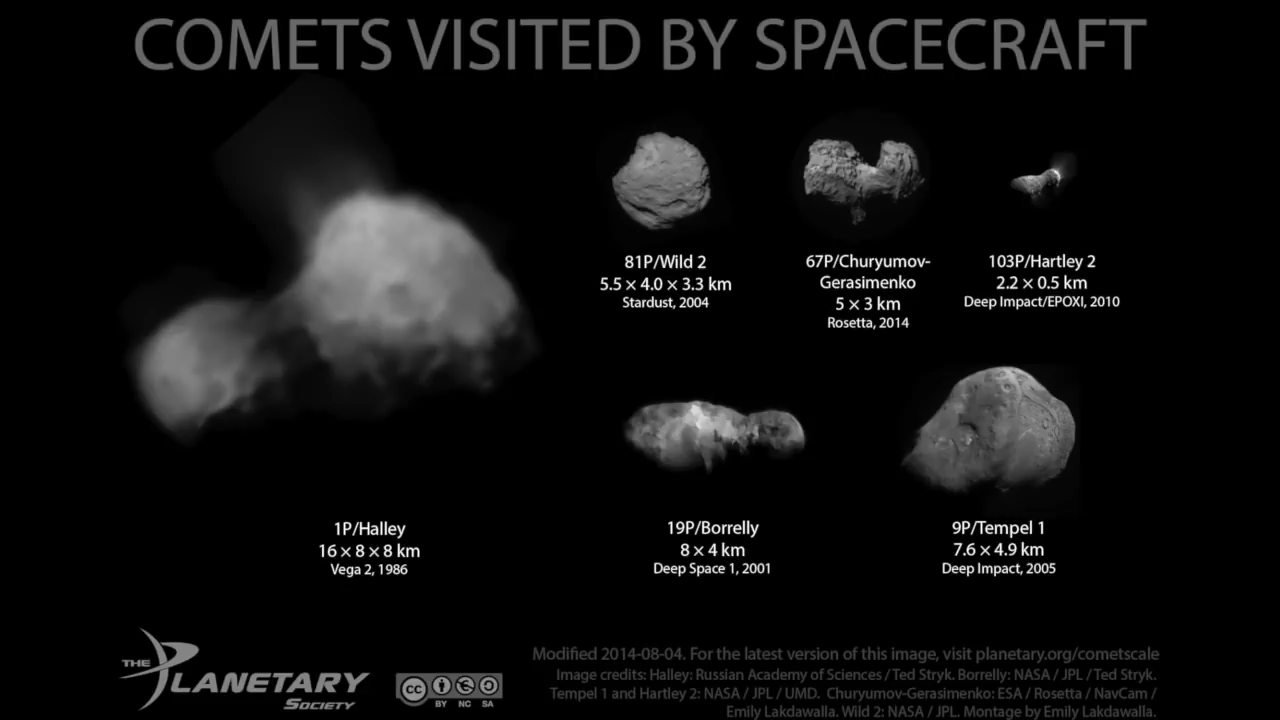 COMETS VISITED BY SPACECRAFT
81P/Wild 2
5.5 × 4.0 × 3.3 km
Stardust, 2004
67P/Churyumov-
Gerasimenko
5 × 3 km
Rosetta, 2014
103P/Hartley 2
2.2 × 0.5 km
Deep Impact/EPOXI, 2010
1P/Halley
16 × 8 × 8 km
Vega 2, 1986
19P/Borrelly
8 × 4 km
Deep Space 1, 2001
9P/Tempel 1
7.6 × 4.9 km
Deep Impact, 2005
THE
PLANETARY
SOCIETY
cc
BY NC SA
Modified 2014-08-04. For the latest version of this image, visit planetary.org/cometscale
Image credits: Halley: Russian Academy of Sciences / Ted Stryk. Borrelly: NASA / JPL / Ted Stryk.
Tempel 1 and Hartley 2: NASA / JPL / UMD. Churyumov-Gerasimenko: ESA / Rosetta / NavCam /
Emily Lakdawalla. Wild 2: NASA / JPL. Montage by Emily Lakdawalla.